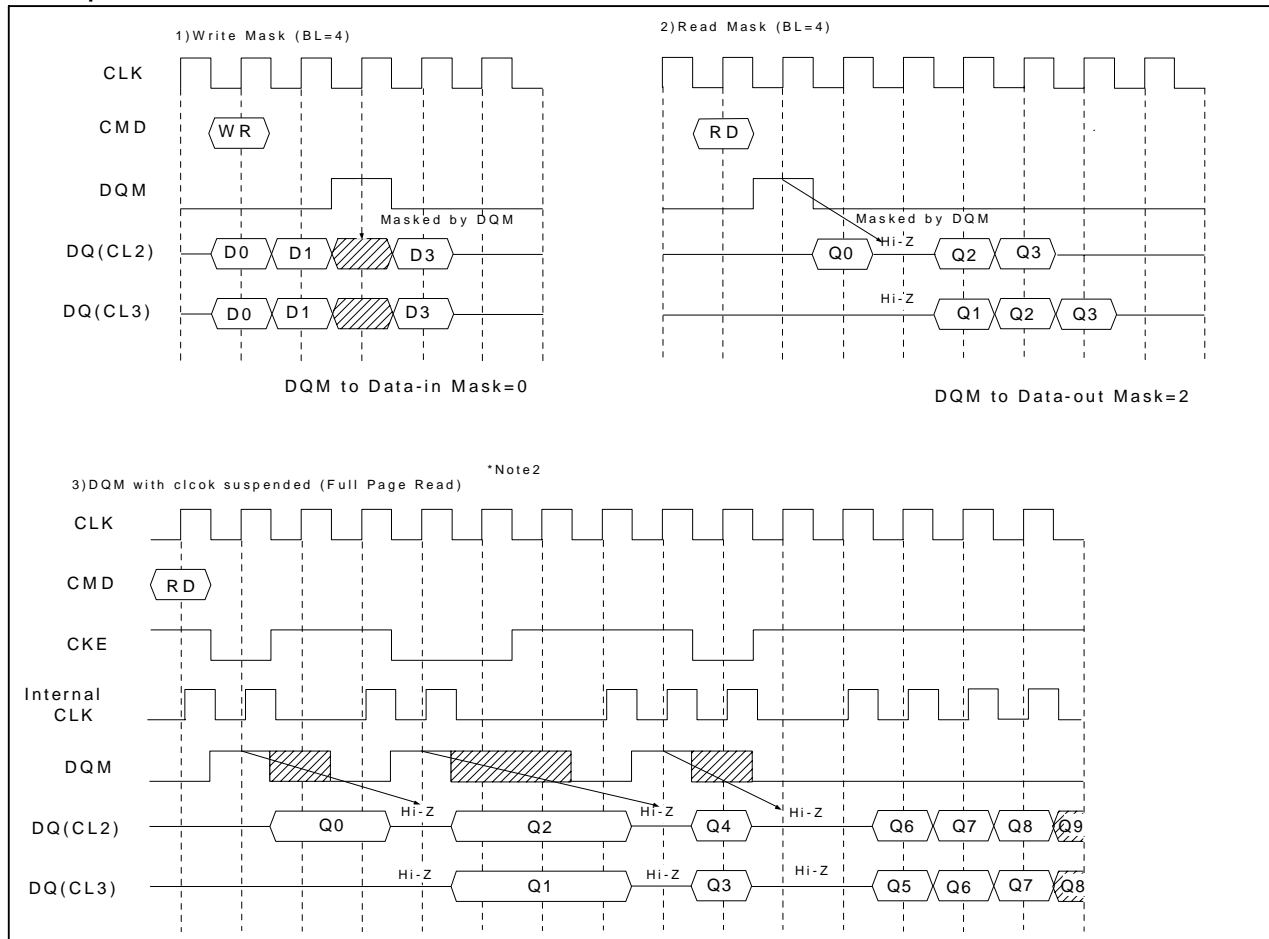 1)Write Mask (BL=4)
CLK
CMD
WR
DQM
Masked by DQM
DQ(CL2)
D0 D1 D3
DQ(CL3)
D0 D1 D3
DQM to Data-in Mask=0
2)Read Mask (BL=4)
RD
Masked by DQM
Hi-Z
Q0 Q2 Q3
Hi-Z
Q1 Q2 Q3
DQM to Data-out Mask=2
*Note2
3)DQM with clcok suspended (Full Page Read)
CLK
CMD
RD
CKE
Internal
CLK
DQM
Hi-Z Hi-Z Hi-Z
DQ(CL2)
Q0 Q2 Q4 Q6 Q7 Q8 Q9
Hi-Z Hi-Z Hi-Z
DQ(CL3)
Q1 Q3 Q5 Q6 Q7 Q8